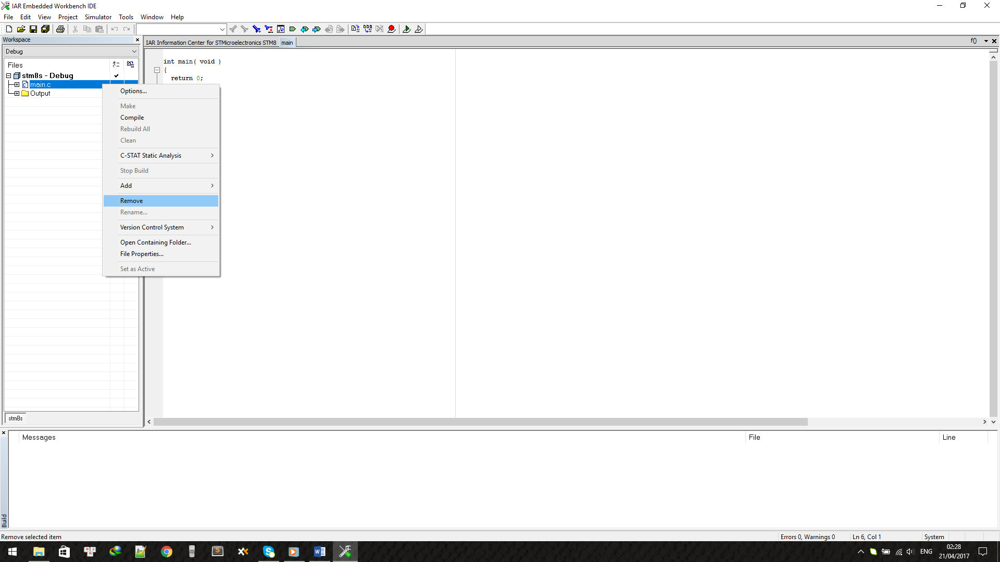 IAR Embedded Workbench IDE
File Edit View Project Simulator Tools Window Help
Workspace
IAR Information Center for STMicroelectronics STM8 main
f()
Debug
Files
stm8s - Debug
main.c
Output
int main( void )
{
return 0;
Options...
Make
Compile
Rebuild All
Clean
C-STAT Static Analysis
Stop Build
Add
Remove
Rename...
Version Control System
Open Containing Folder...
File Properties...
Set as Active
stm8s
Messages File Line
Build
Remove selected item
Errors 0, Warnings 0
Ln 6, Col 1
System
ENG
02:28
21/04/2017